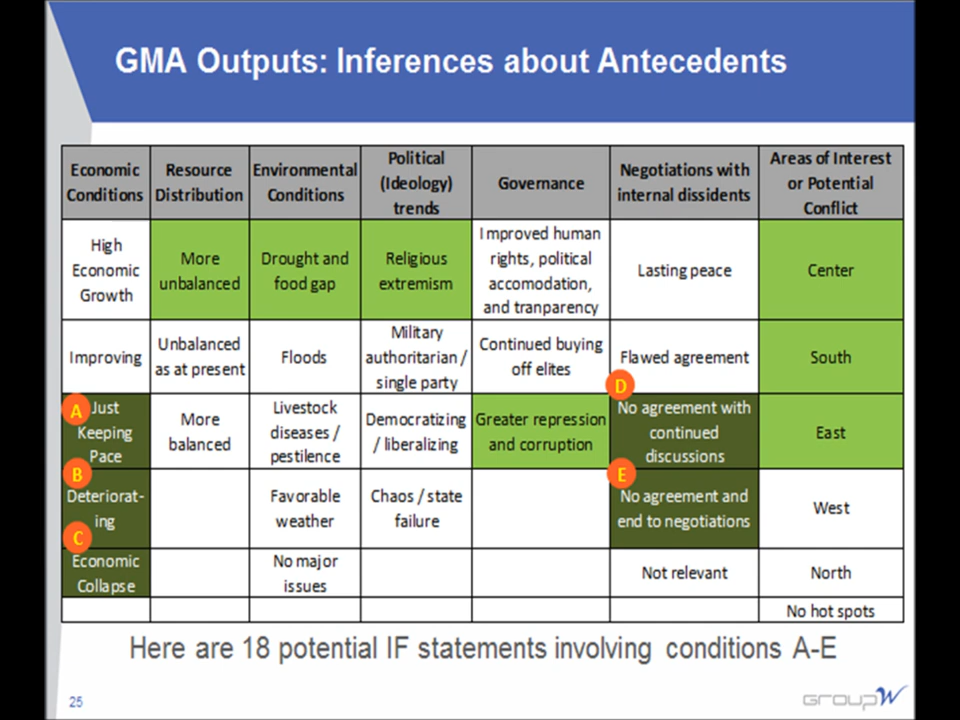 GMA Outputs: Inferences about Antecedents
Economic
Conditions
Resource
Distribution
Environmental
Conditions
Political
(Ideology)
trends
Governance
Negotiations with
internal dissidents
Areas of Interest
or Potential
Conflict
High
Economic
Growth
More
unbalanced
Drought and
food gap
Religious
extremism
Improved human
rights, political
accomodation,
and tranparency
Lasting peace
Center
Improving
Unbalanced
as at present
Floods
Military
authoritarian /
single party
Continued buying
off elites
Flawed agreement
South
A
Just
Keeping
Pace
More
balanced
Livestock
diseases /
pestilence
Democratizing
/ liberalizing
Greater repression
and corruption
D
No agreement with
continued
discussions
East
B
Deteriorat-
ing
Favorable
weather
Chaos / state
failure
E
No agreement and
end to negotiations
West
C
Economic
Collapse
No major
issues
Not relevant
North
No hot spots
Here are 18 potential IF statements involving conditions A-E
25
GROUPW